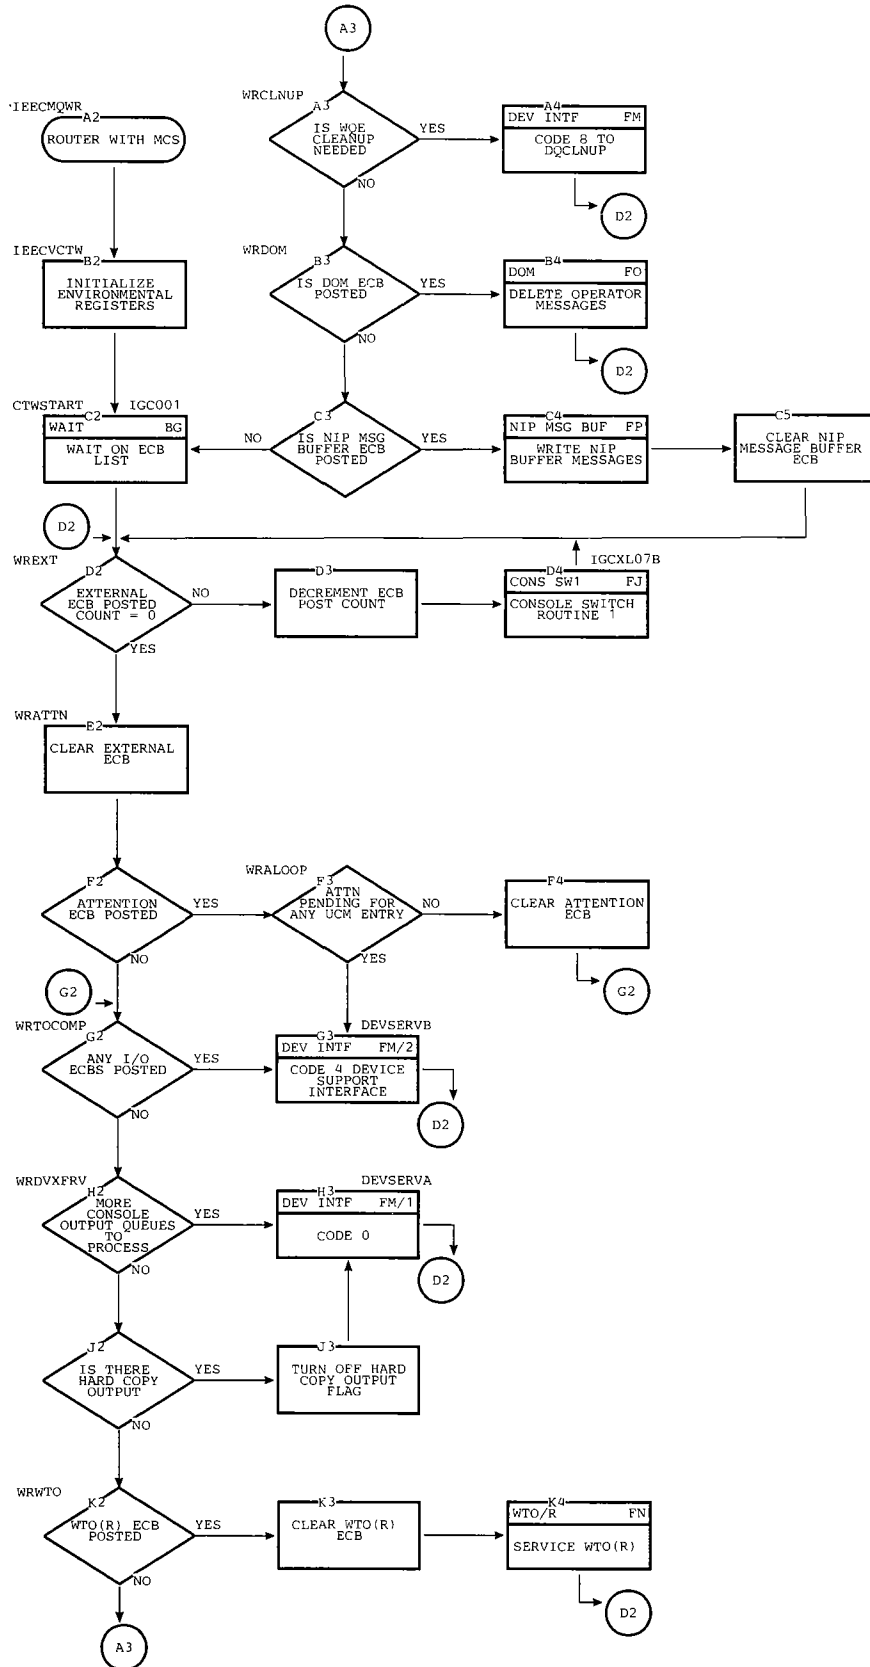 A3
IEECMQWR
A2
ROUTER WITH MCS
WRCLNUP
A3
IS WQE
CLEANUP
NEEDED
YES
NO
A4
DEV INTF FM
CODE 8 TO
DQCLNUP
D2
IEECVCTW
B2
INITIALIZE
ENVIRONMENTAL
REGISTERS
WRDOM
B3
IS DOM ECB
POSTED
YES
NO
B4
DOM FO
DELETE OPERATOR
MESSAGES
D2
CTWSTART IGC001
C2
WAIT BG
WAIT ON ECB
LIST
NO
C3
IS NIP MSG
BUFFER ECB
POSTED
YES
C4
NIP MSG BUF FP
WRITE NIP
BUFFER MESSAGES
C5
CLEAR NIP
MESSAGE BUFFER
ECB
D2
WREXT
D2
EXTERNAL
ECB POSTED
COUNT = 0
NO
YES
D3
DECREMENT ECB
POST COUNT
IGCXL07B
D4
CONS SW1 FJ
CONSOLE SWITCH
ROUTINE 1
WRATTN
E2
CLEAR EXTERNAL
ECB
F2
ATTENTION
ECB POSTED
YES
NO
WRALOOP
F3
ATTN
PENDING FOR
ANY UCM ENTRY
NO
YES
F4
CLEAR ATTENTION
ECB
G2
G2
WRTOCOMP
G2
ANY I/O
ECBS POSTED
YES
NO
DEVSERVB
G3
DEV INTF FM/2
CODE 4 DEVICE
SUPPORT
INTERFACE
D2
WRDVXFRV
H2
MORE
CONSOLE
OUTPUT QUEUES
TO
PROCESS
YES
NO
DEVSERVA
H3
DEV INTF FM/1
CODE 0
D2
J2
IS THERE
HARD COPY
OUTPUT
YES
NO
J3
TURN OFF HARD
COPY OUTPUT
FLAG
WRWTO
K2
WTO(R) ECB
POSTED
YES
NO
K3
CLEAR WTO(R)
ECB
K4
WTO/R FN
SERVICE WTO(R)
D2
A3